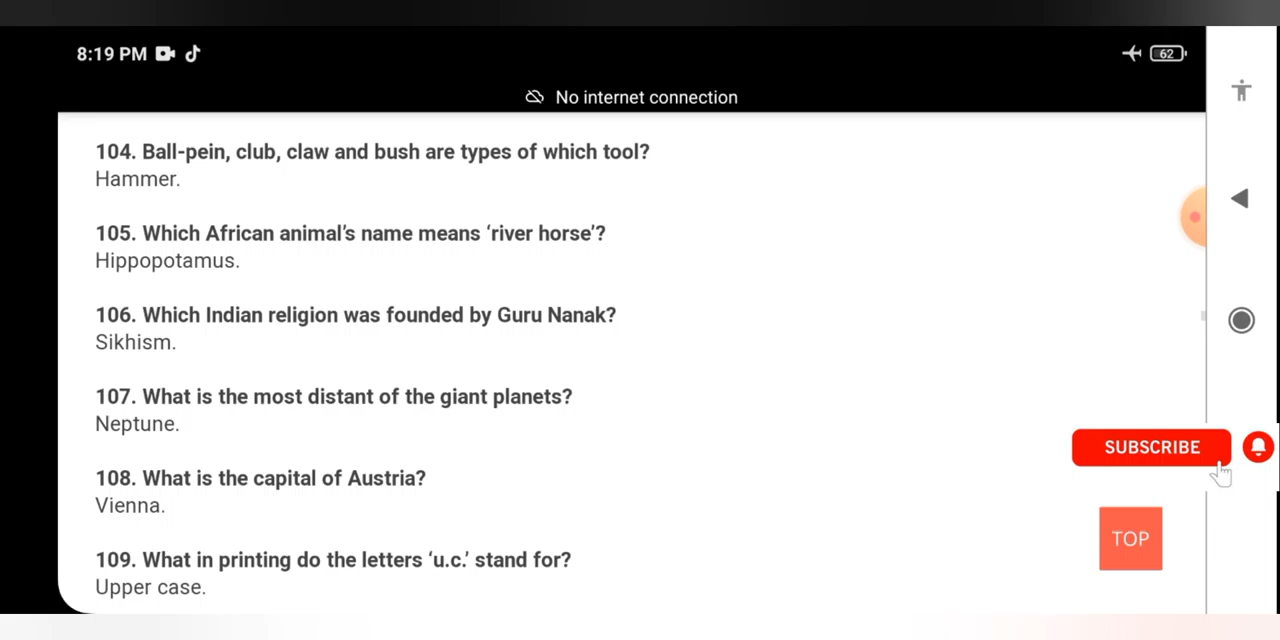 8:19 PM
62
No internet connection
104. Ball-pein, club, claw and bush are types of which tool?
Hammer.
105. Which African animal’s name means ‘river horse’?
Hippopotamus.
106. Which Indian religion was founded by Guru Nanak?
Sikhism.
107. What is the most distant of the giant planets?
Neptune.
SUBSCRIBE
108. What is the capital of Austria?
Vienna.
TOP
109. What in printing do the letters ‘u.c.’ stand for?
Upper case.